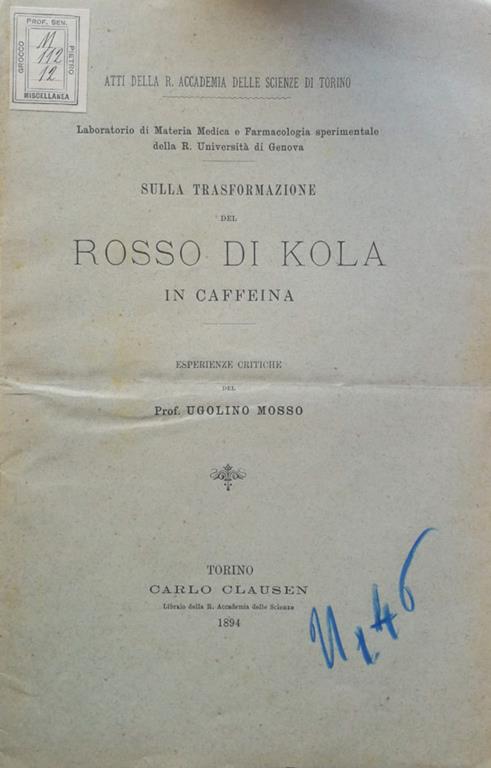 PROF. SEN.
GROCCO
PIETRO
112
12
MISCELLANEA
ATTI DELLA R. ACCADEMIA DELLE SCIENZE DI TORINO
Laboratorio di Materia Medica e Farmacologia sperimentale
della R. Università di Genova
SULLA TRASFORMAZIONE
DEL
ROSSO DI KOLA
IN CAFFEINA
ESPERIENZE CRITICHE
DEL
Prof. UGOLINO MOSSO
TORINO
CARLO CLAUSEN
Libraio della R. Accademia delle Scienze
1894